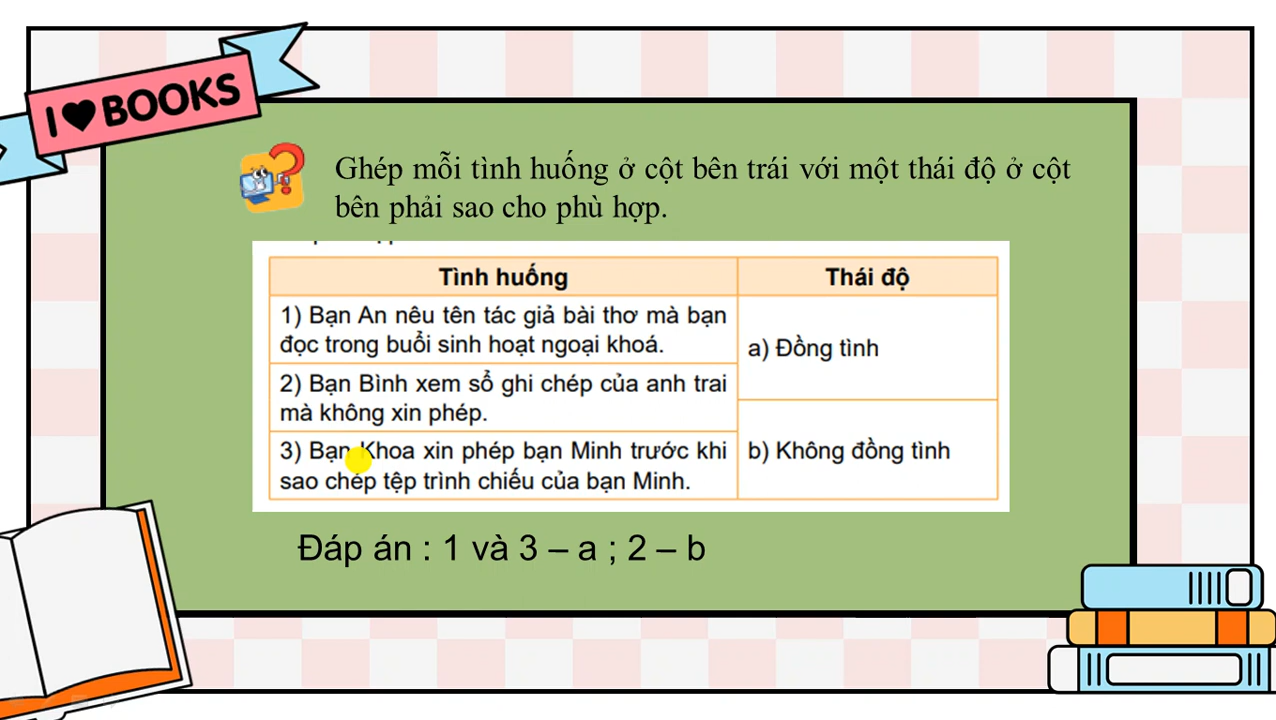 I ♥ BOOKS
Ghép mỗi tình huống ở cột bên trái với một thái độ ở cột
bên phải sao cho phù hợp.
Tình huống
Thái độ
1) Bạn An nêu tên tác giả bài thơ mà bạn
đọc trong buổi sinh hoạt ngoại khoá.
a) Đồng tình
2) Bạn Bình xem sổ ghi chép của anh trai
mà không xin phép.
3) Bạn Khoa xin phép bạn Minh trước khi
sao chép tệp trình chiếu của bạn Minh.
b) Không đồng tình
Đáp án : 1 và 3 – a ; 2 – b